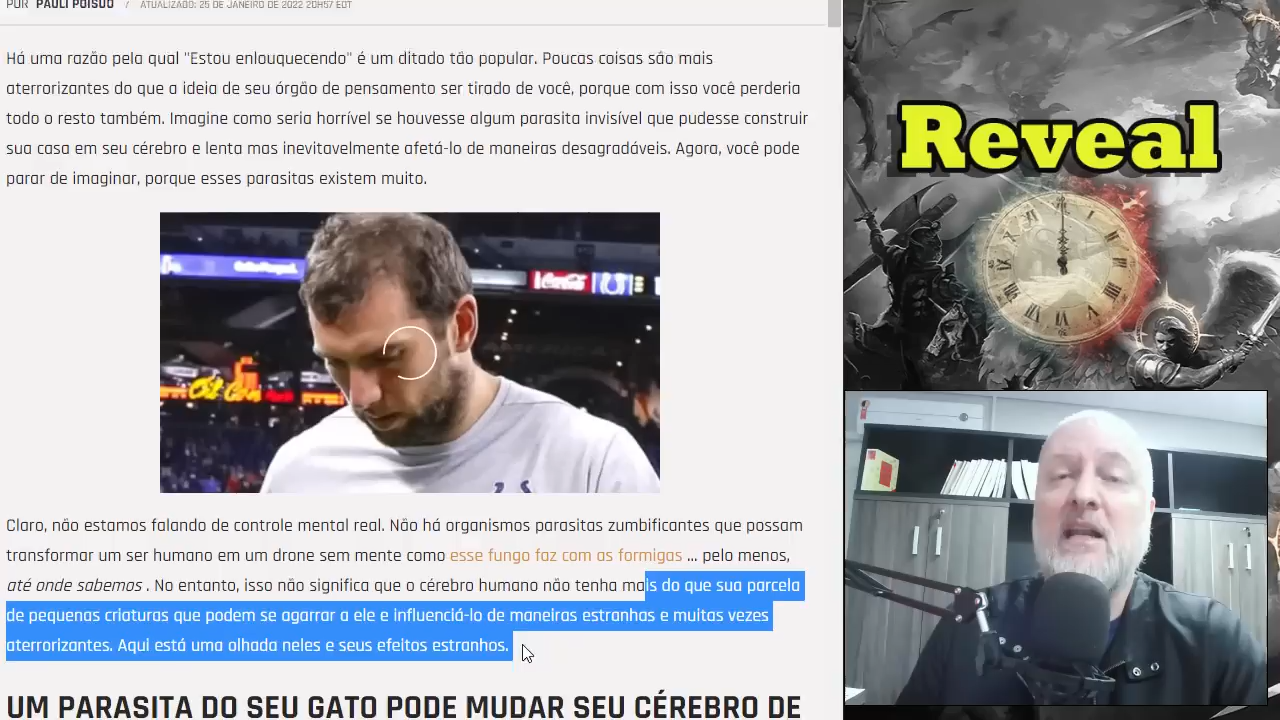 POR PAULI POISUO / ATUALIZADO: 25 DE JANEIRO DE 2022 20H57 EDT
Há uma razão pela qual "Estou enlouquecendo" é um ditado tão popular. Poucas coisas são mais
aterrorizantes do que a ideia de seu órgão de pensamento ser tirado de você, porque com isso você perderia
todo o resto também. Imagine como seria horrível se houvesse algum parasita invisível que pudesse construir
sua casa em seu cérebro e lenta mas inevitavelmente afetá-lo de maneiras desagradáveis. Agora, você pode
parar de imaginar, porque esses parasitas existem muito.
Coca-Cola
Claro, não estamos falando de controle mental real. Não há organismos parasitas zumbificantes que possam
transformar um ser humano em um drone sem mente como esse fungo faz com as formigas ... pelo menos,
até onde sabemos . No entanto, isso não significa que o cérebro humano não tenha mais do que sua parcela
de pequenas criaturas que podem se agarrar a ele e influenciá-lo de maneiras estranhas e muitas vezes
aterrorizantes. Aqui está uma olhada neles e seus efeitos estranhos.
UM PARASITA DO SEU GATO PODE MUDAR SEU CÉREBRO DE
Reveal